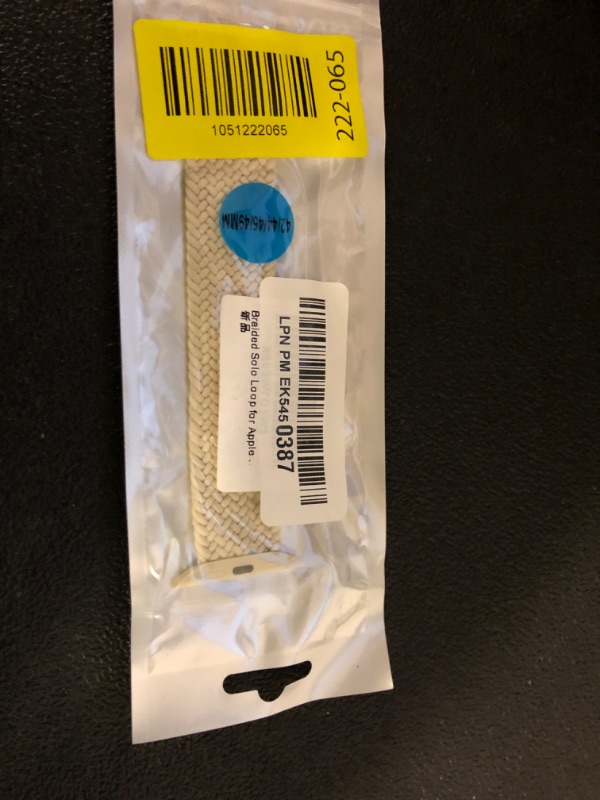 1051222065
222-065
42/44/45/49MM
LPN PM EK545 0387
Braided Solo Loop for Apple .
新品